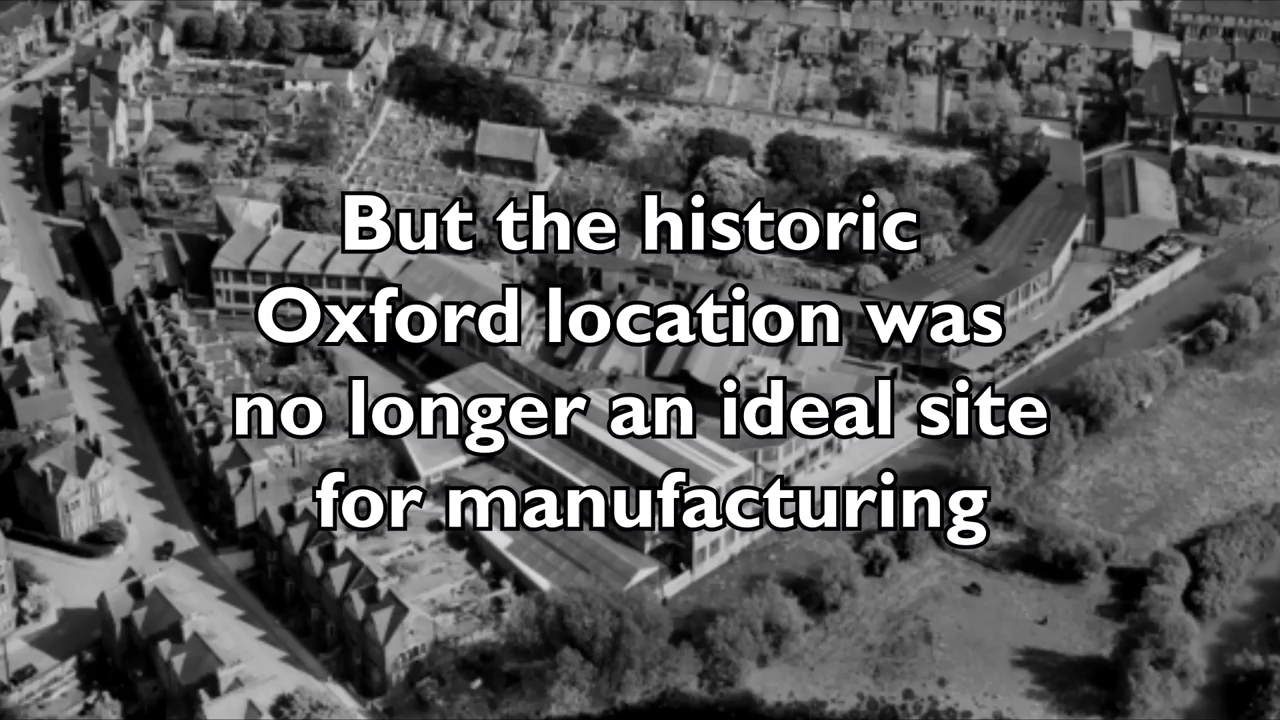 But the historic
Oxford location was
no longer an ideal site
for manufacturing